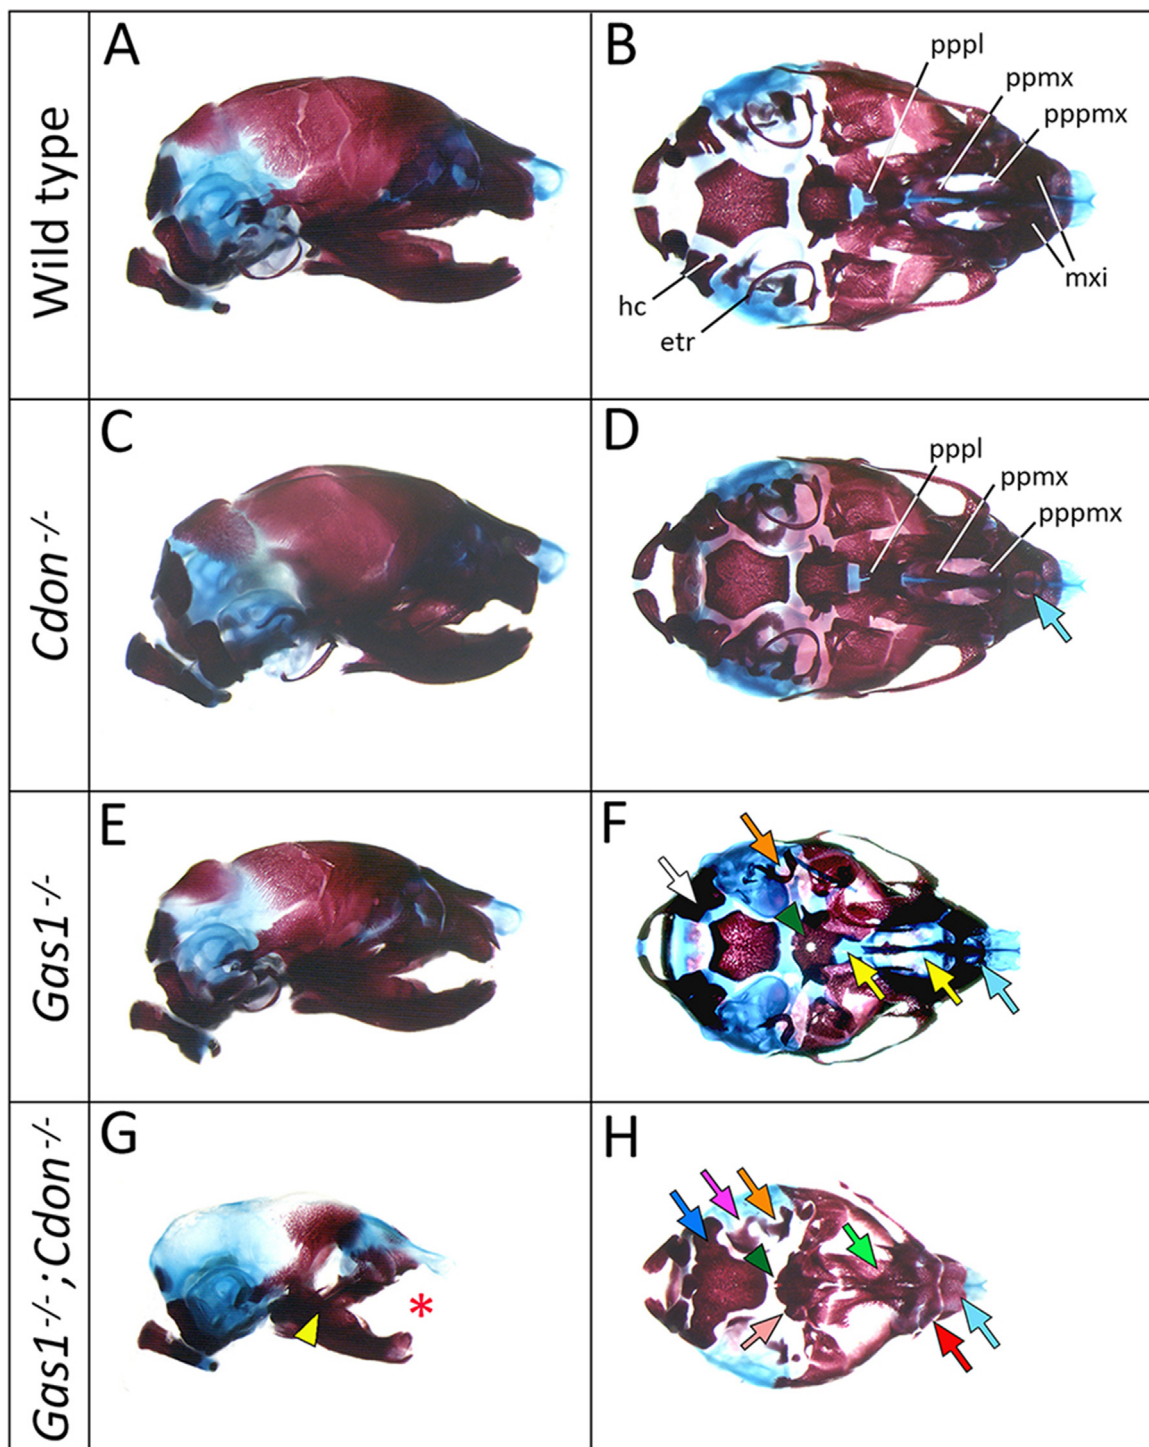 Wild type
A
B
pppl
ppmx
pppmx
hc
etr
mxi
Cdon-/-
C
D
pppl
ppmx
pppmx
Gas1-/-
E
F
Gas1-/-;Cdon-/-
G
*
H
*